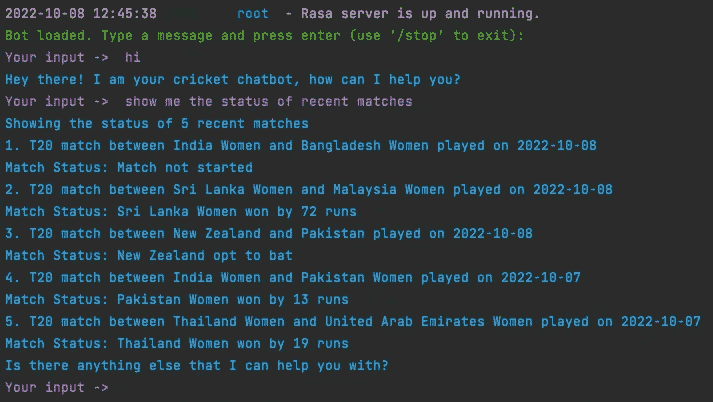 2022-10-08 12:45:38 root - Rasa server is up and running.
Bot loaded. Type a message and press enter (use '/stop' to exit):
Your input -> hi
Hey there! I am your cricket chatbot, how can I help you?
Your input -> show me the status of recent matches
Showing the status of 5 recent matches
1. T20 match between India Women and Bangladesh Women played on 2022-10-08
Match Status: Match not started
2. T20 match between Sri Lanka Women and Malaysia Women played on 2022-10-08
Match Status: Sri Lanka Women won by 72 runs
3. T20 match between New Zealand and Pakistan played on 2022-10-08
Match Status: New Zealand opt to bat
4. T20 match between India Women and Pakistan Women played on 2022-10-07
Match Status: Pakistan Women won by 13 runs
5. T20 match between Thailand Women and United Arab Emirates Women played on 2022-10-07
Match Status: Thailand Women won by 19 runs
Is there anything else that I can help you with?
Your input ->